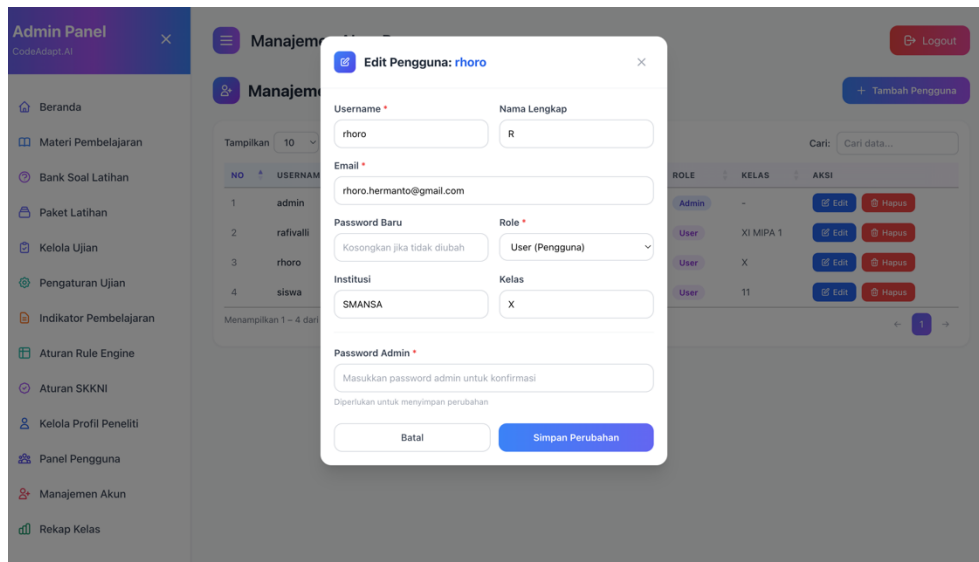 Admin Panel
CodeAdapt.AI
Beranda
Materi Pembelajaran
Bank Soal Latihan
Paket Latihan
Kelola Ujian
Pengaturan Ujian
Indikator Pembelajaran
Aturan Rule Engine
Aturan SKKNI
Kelola Profil Peneliti
Panel Pengguna
Manajemen Akun
Rekap Kelas
Logout
+ Tambah Pengguna
Tampilkan 10
Cari: Cari data...
NO USERNAM ROLE KELAS AKSI
1 admin Admin - Edit Hapus
2 rafivalli User XI MIPA 1 Edit Hapus
3 rhoro User X Edit Hapus
4 siswa User 11 Edit Hapus
Menampilkan 1 – 4 dari
← 1 →
Edit Pengguna: rhoro
Username * Nama Lengkap
rhoro R
Email *
rhoro.hermanto@gmail.com
Password Baru Role *
Kosongkan jika tidak diubah User (Pengguna)
Institusi Kelas
SMANSA X
Password Admin *
Masukkan password admin untuk konfirmasi
Diperlukan untuk menyimpan perubahan
Batal Simpan Perubahan